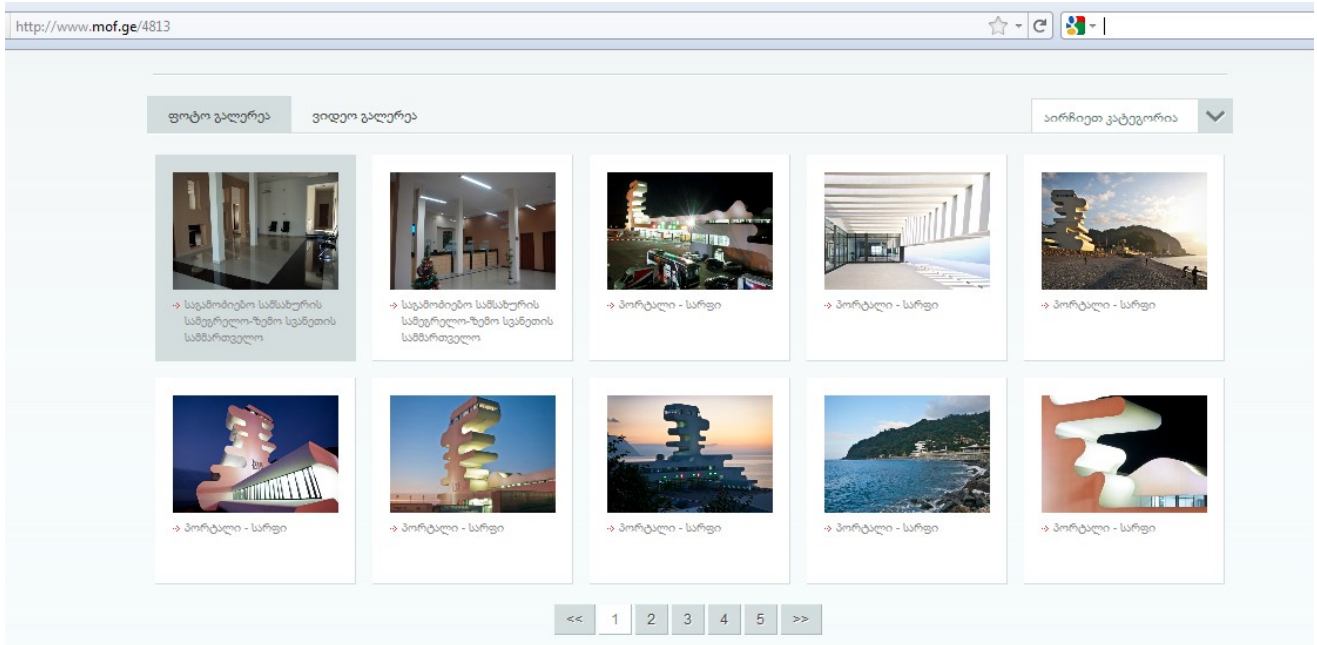 http://www.mof.ge/4813
ფოტო გალერეა
ვიდეო გალერეა
აირჩიეთ კატეგორია
საგამოძიებო სამსახურის
სამეგრელო-ზემო სვანეთის
სამმართველო
საგამოძიებო სამსახურის
სამეგრელო-ზემო სვანეთის
სამმართველო
პორტალი - სარფი
პორტალი - სარფი
პორტალი - სარფი
პორტალი - სარფი
პორტალი - სარფი
პორტალი - სარფი
პორტალი - სარფი
პორტალი - სარფი
<< 1 2 3 4 5 >>